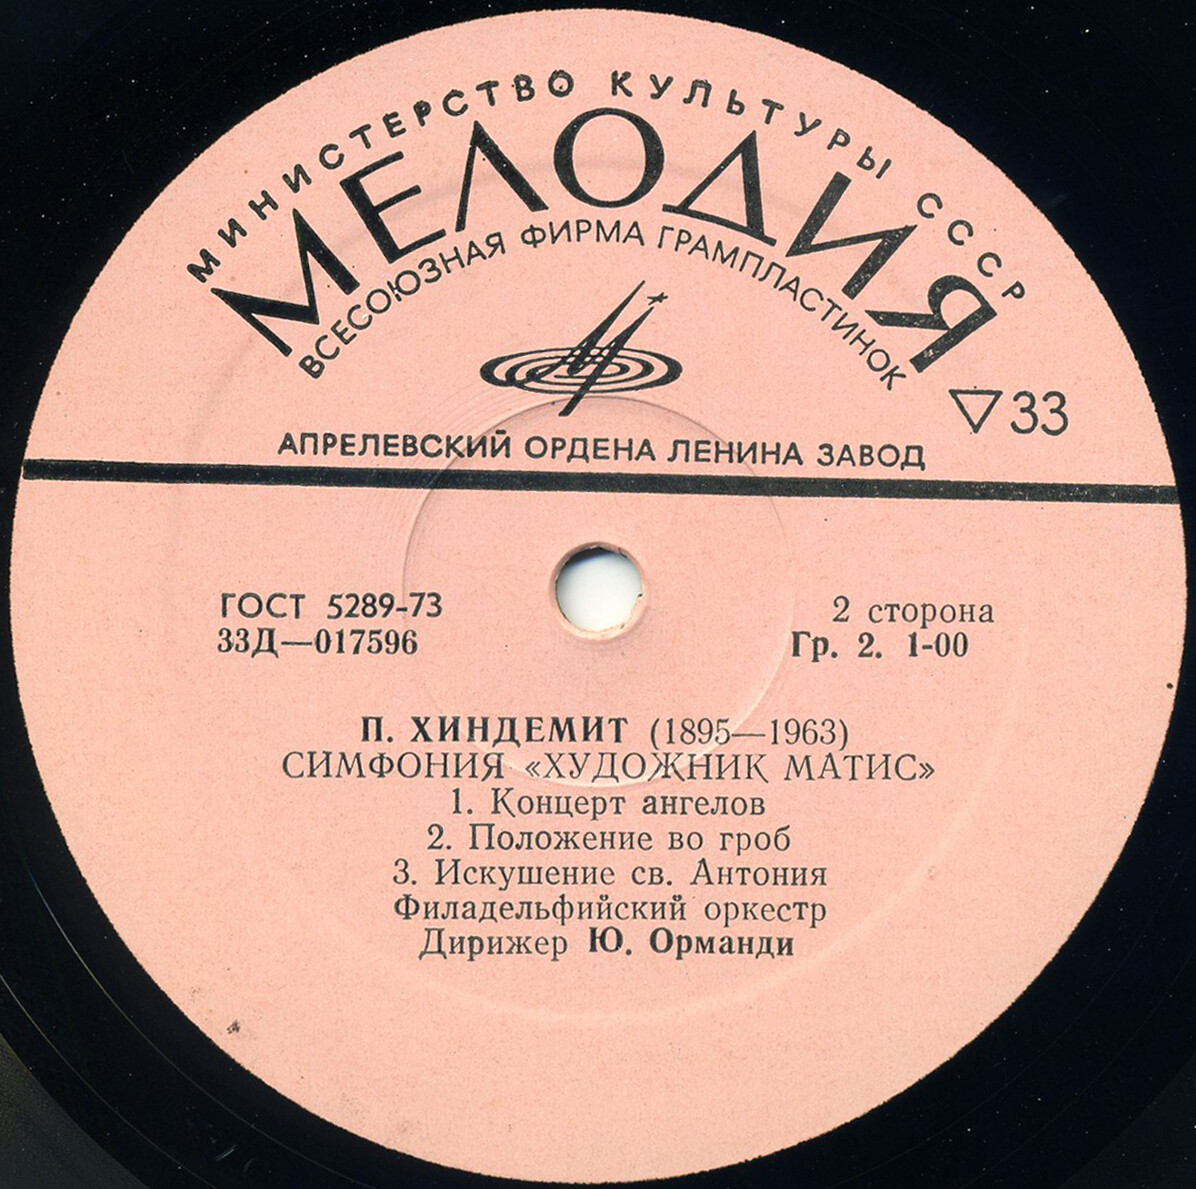 МИНИСТЕРСТВО КУЛЬТУРЫ СССР
МЕЛОДИЯ
ВСЕСОЮЗНАЯ ФИРМА ГРАМПЛАСТИНОК
33
АПРЕЛЕВСКИЙ ОРДЕНА ЛЕНИНА ЗАВОД
ГОСТ 5289-73
2 сторона
33Д—017596
Гр. 2. 1-00
П. ХИНДЕМИТ (1895—1963)
СИМФОНИЯ «ХУДОЖНИК МАТИС»
1. Концерт ангелов
2. Положение во гроб
3. Искушение св. Антония
Филадельфийский оркестр
Дирижер Ю. Орманди